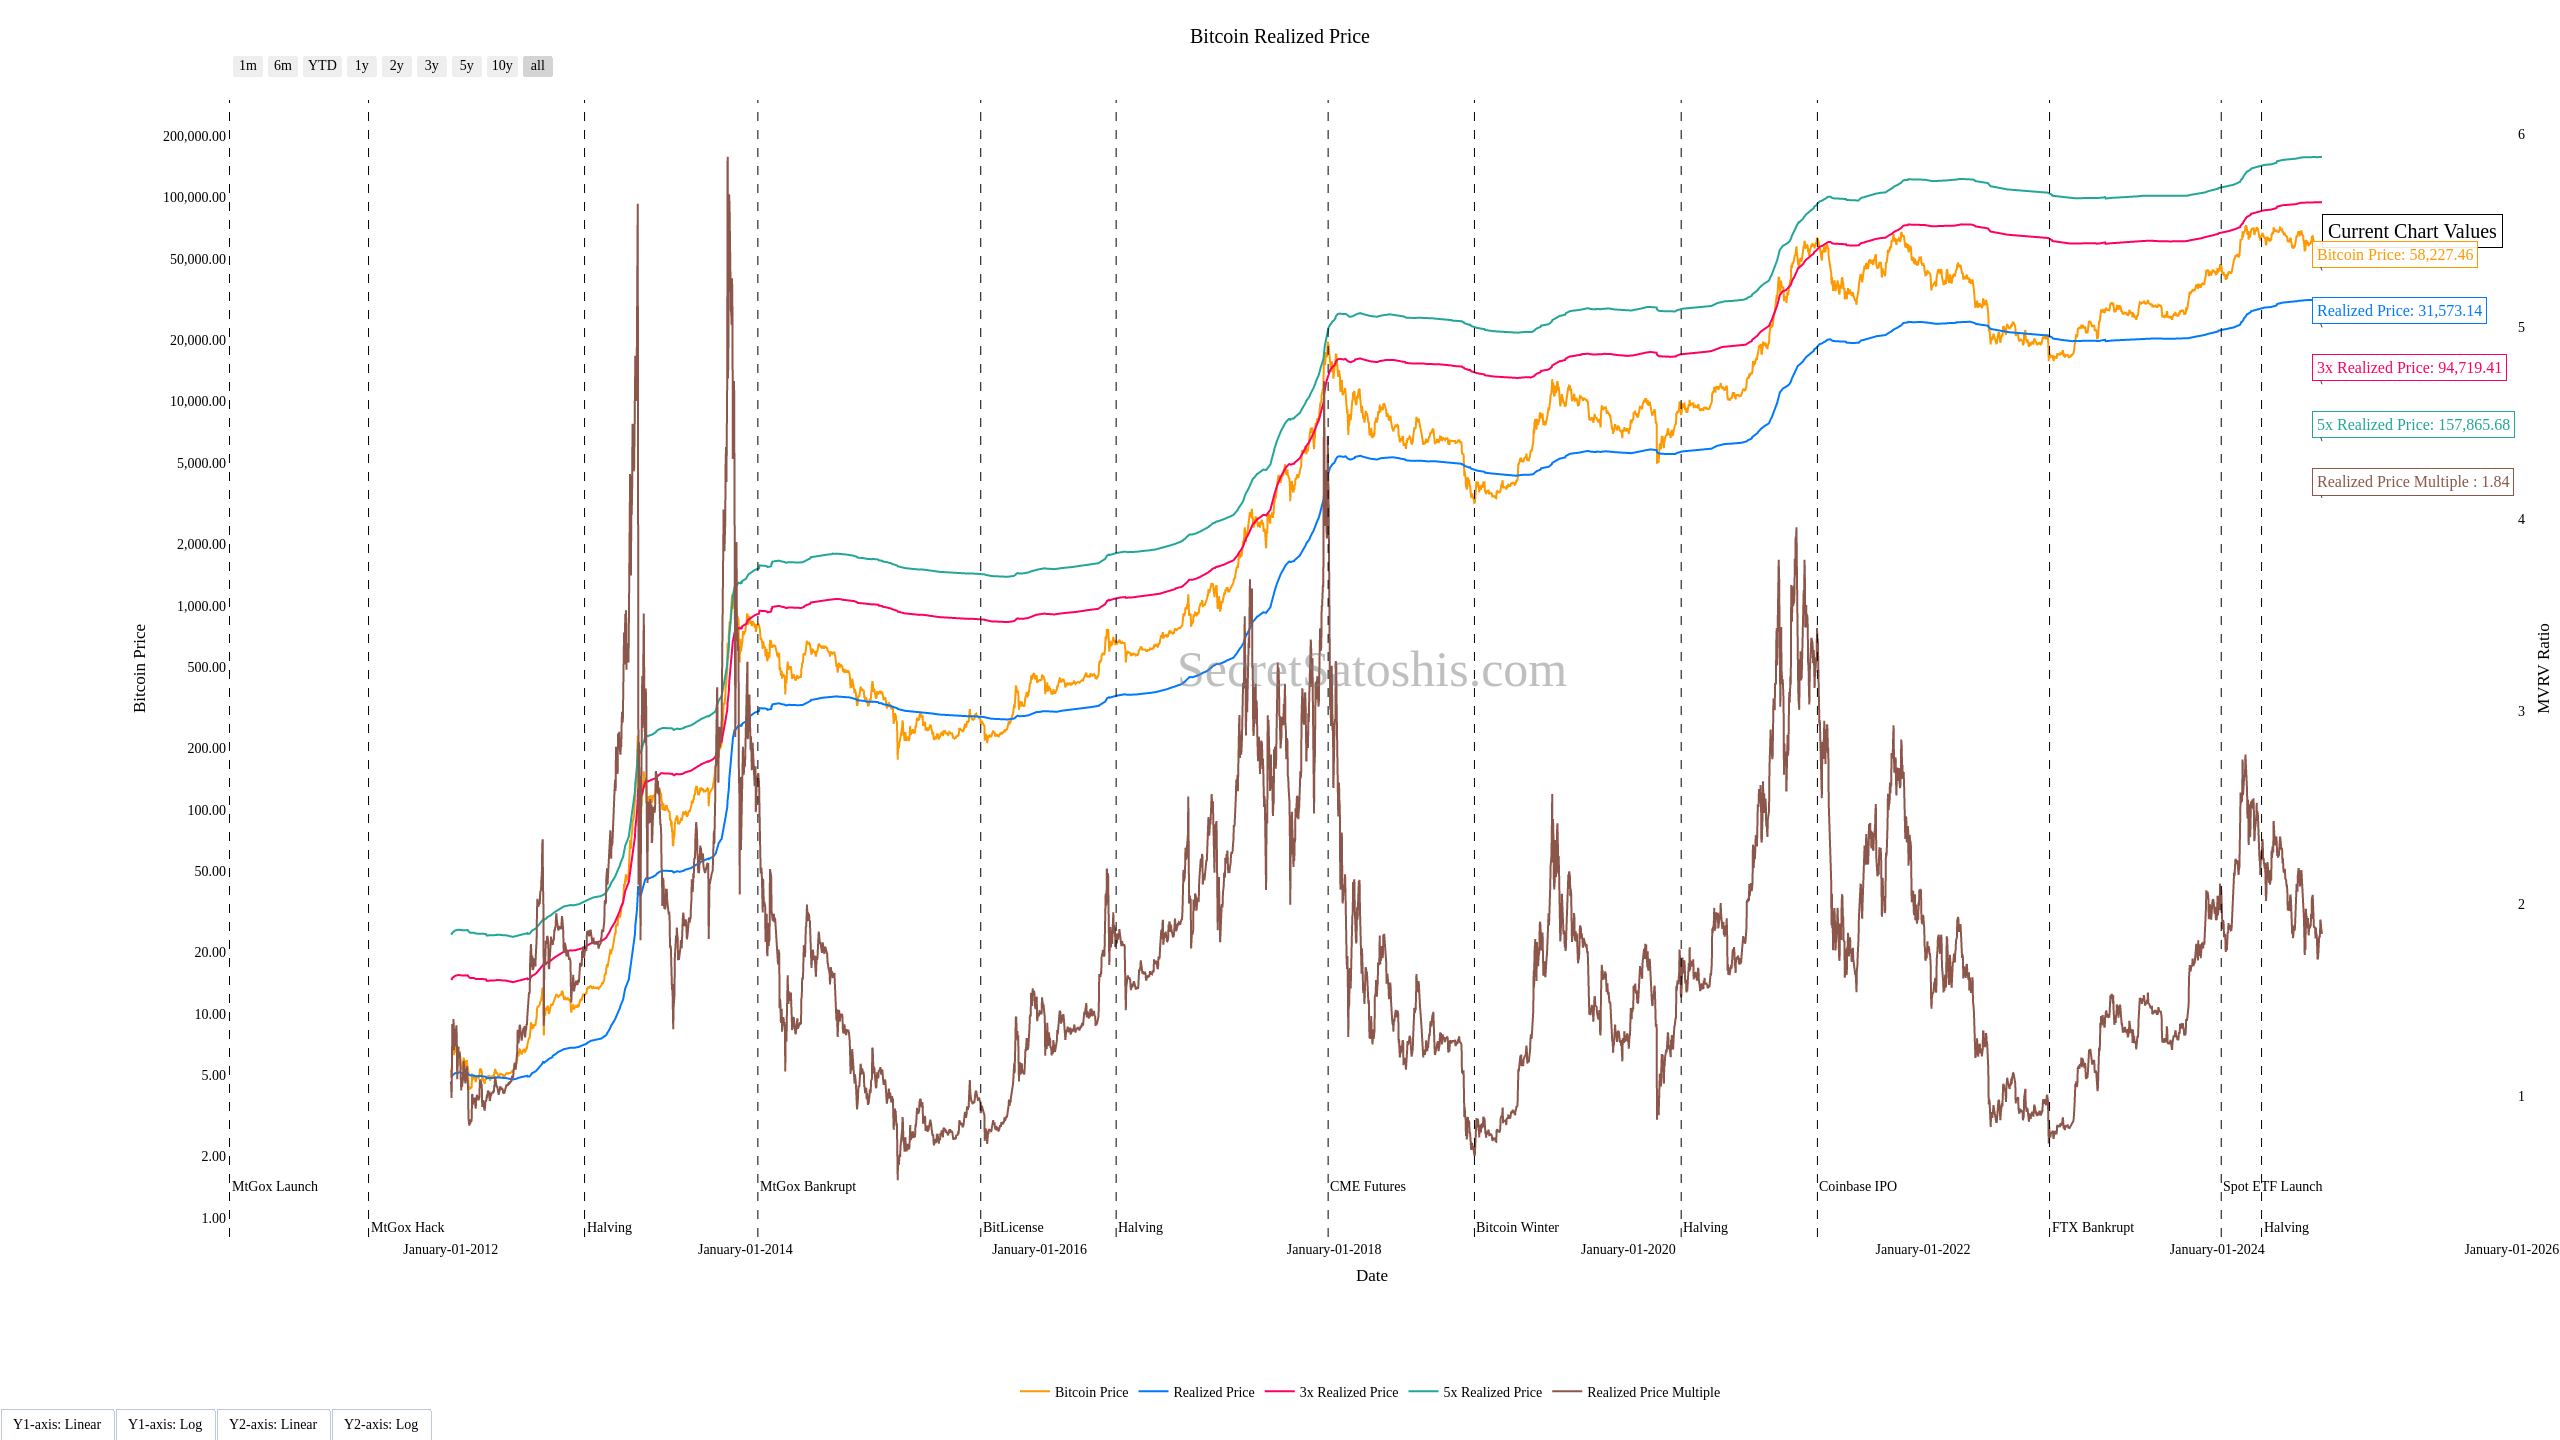 Bitcoin Realized Price
1m 6m YTD 1y 2y 3y 5y 10y all
200,000.00
100,000.00
50,000.00
20,000.00
10,000.00
5,000.00
2,000.00
1,000.00
500.00
200.00
100.00
50.00
20.00
10.00
5.00
2.00
1.00
Bitcoin Price
6
5
4
3
2
1
MVRV Ratio
Current Chart Values
Bitcoin Price: 58,227.46
Realized Price: 31,573.14
3x Realized Price: 94,719.41
5x Realized Price: 157,865.68
Realized Price Multiple : 1.84
SecretSatoshis.com
MtGox Launch
MtGox Bankrupt
CME Futures
Coinbase IPO
Spot ETF Launch
MtGox Hack
Halving
BitLicense
Halving
Bitcoin Winter
Halving
FTX Bankrupt
Halving
January-01-2012
January-01-2014
January-01-2016
January-01-2018
January-01-2020
January-01-2022
January-01-2024
January-01-2026
Date
Bitcoin Price
Realized Price
3x Realized Price
5x Realized Price
Realized Price Multiple
Y1-axis: Linear
Y1-axis: Log
Y2-axis: Linear
Y2-axis: Log